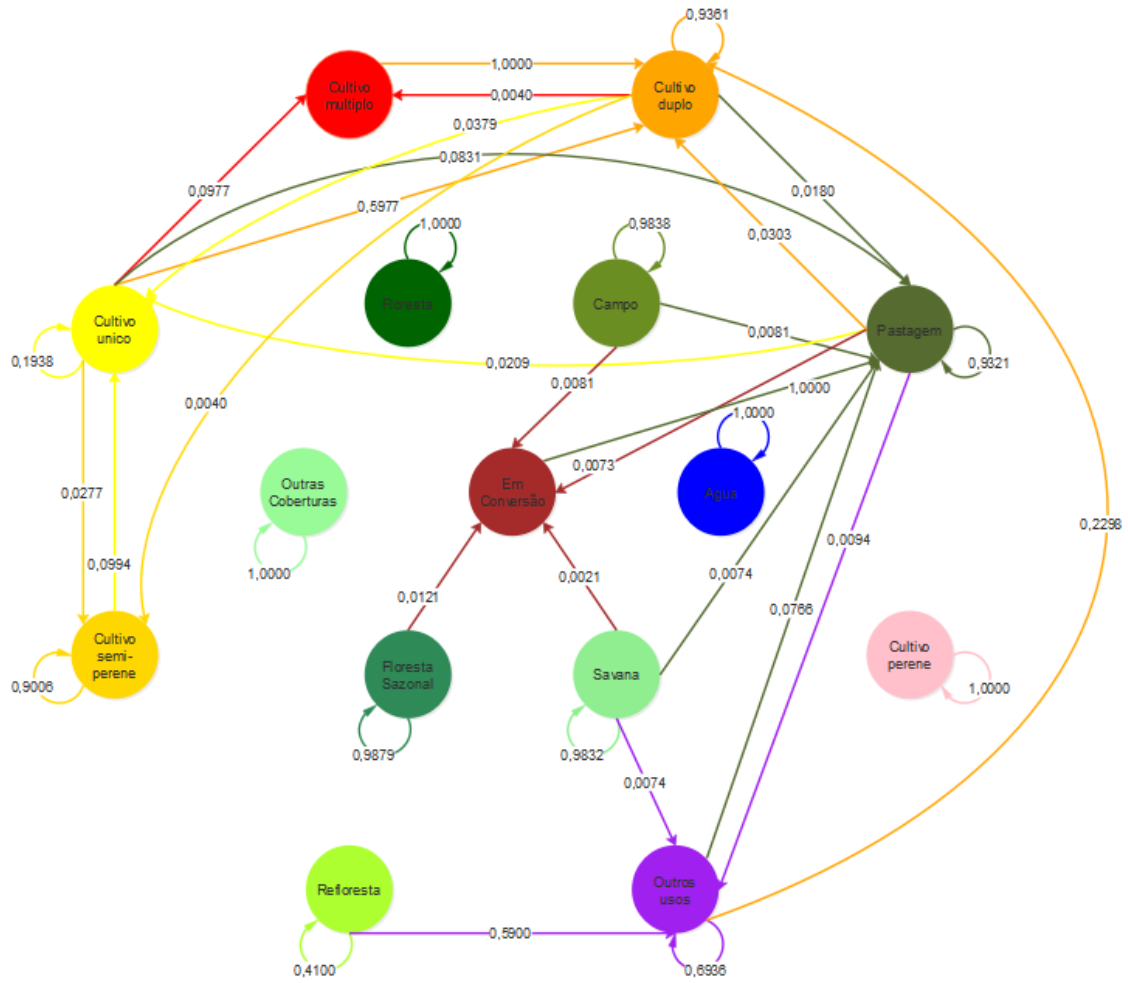 0,9361
Cultivo
multiplo
1,0000
Cultivo
duplo
0,0040
0,0379
0,0831
0,0977
0,5977
0,0180
0,0303
1,0000
0,9838
Floresta
Campo
Cultivo
unico
Pastagem
0,1938
0,0209
0,0081
0,9321
0,0081
0,0040
1,0000
1,0000
0,0073
Outras
Coberturas
Em
Conversão
Agua
0,0277
0,0094
0,2298
0,0994
1,0000
0,0121
0,0021
0,0074
0,0766
Cultivo
semi-
perene
Floresta
Sazonal
Savana
Cultivo
perene
0,9006
1,0000
0,9879
0,9832
0,0074
Refloresta
Outros
usos
0,5900
0,4100
0,6936